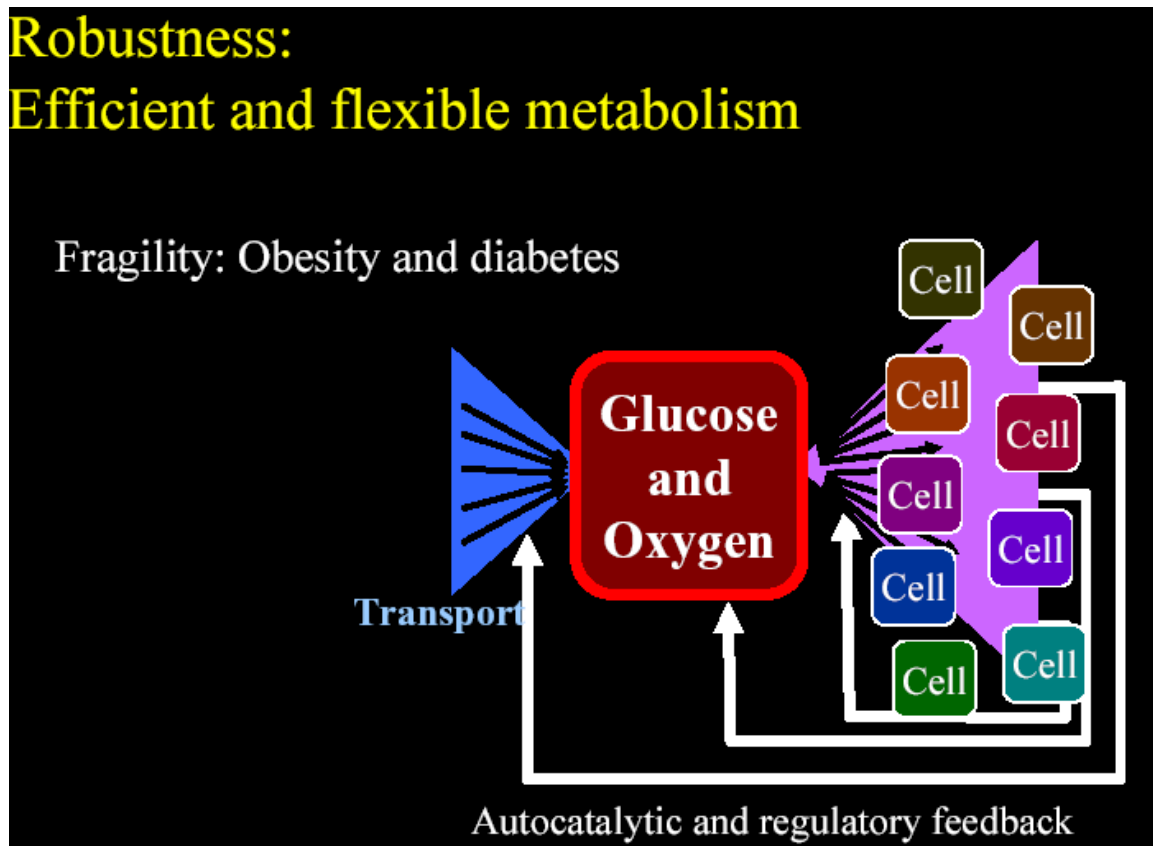 Robustness:
Efficient and flexible metabolism
Fragility: Obesity and diabetes
Cell
Cell
Cell
Glucose
and
Oxygen
Cell
Cell
Cell
Cell
Transport
Cell
Cell
Autocatalytic and regulatory feedback